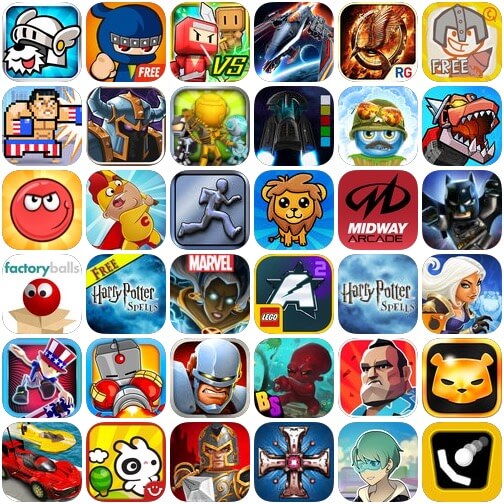 FREE
VS
RG
FREE
MIDWAY
ARCADE
factoryballs
FREE
Harry Potter
SPELLS
MARVEL
LEGO
2
Harry Potter
SPELLS
BS